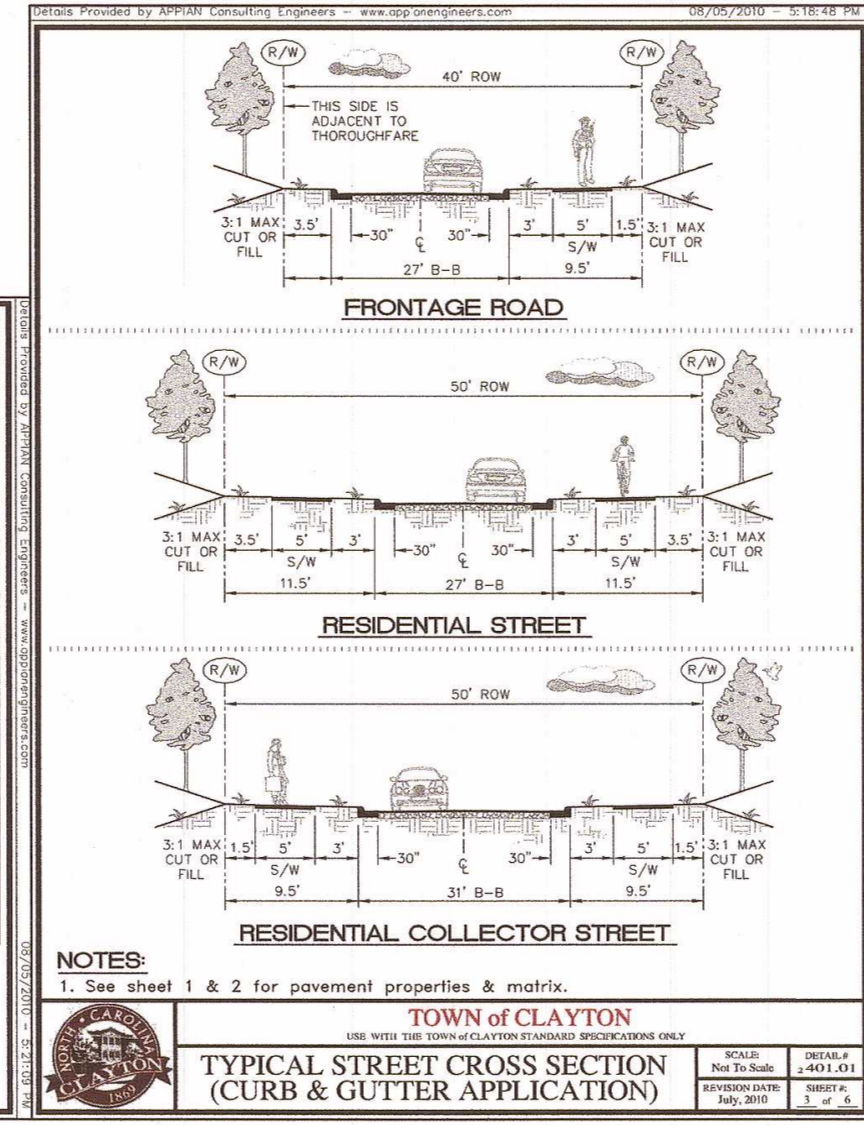 Details Provided by APPIAN Consulting Engineers - www.appianengineers.com 08/05/2010 - 5:18:48 PM
R/W R/W
40' ROW
THIS SIDE IS
ADJACENT TO
THOROUGHFARE
3:1 MAX
CUT OR
FILL
3.5' 30" ℄ 30" 3' 5' 1.5'
S/W
3:1 MAX
CUT OR
FILL
27' B-B 9.5'
FRONTAGE ROAD
R/W R/W
50' ROW
3:1 MAX
CUT OR
FILL
3.5' 5' 3' 30" ℄ 30" 3' 5' 3.5'
S/W S/W
3:1 MAX
CUT OR
FILL
11.5' 27' B-B 11.5'
RESIDENTIAL STREET
R/W R/W
50' ROW
3:1 MAX
CUT OR
FILL
1.5' 5' 3' 30" ℄ 30" 3' 5' 1.5'
S/W S/W
3:1 MAX
CUT OR
FILL
9.5' 31' B-B 9.5'
RESIDENTIAL COLLECTOR STREET
NOTES:
1. See sheet 1 & 2 for pavement properties & matrix.
NORTH CAROLINA
CLAYTON
1869
TOWN of CLAYTON
USE WITH THE TOWN of CLAYTON STANDARD SPECIFICATIONS ONLY
TYPICAL STREET CROSS SECTION
(CURB & GUTTER APPLICATION)
SCALE:
Not To Scale
DETAIL#
2401.01
REVISION DATE:
July, 2010
SHEET#:
3 of 6
Details Provided by APPIAN Consulting Engineers - www.appianengineers.com 08/05/2010 - 5:21:09 PM